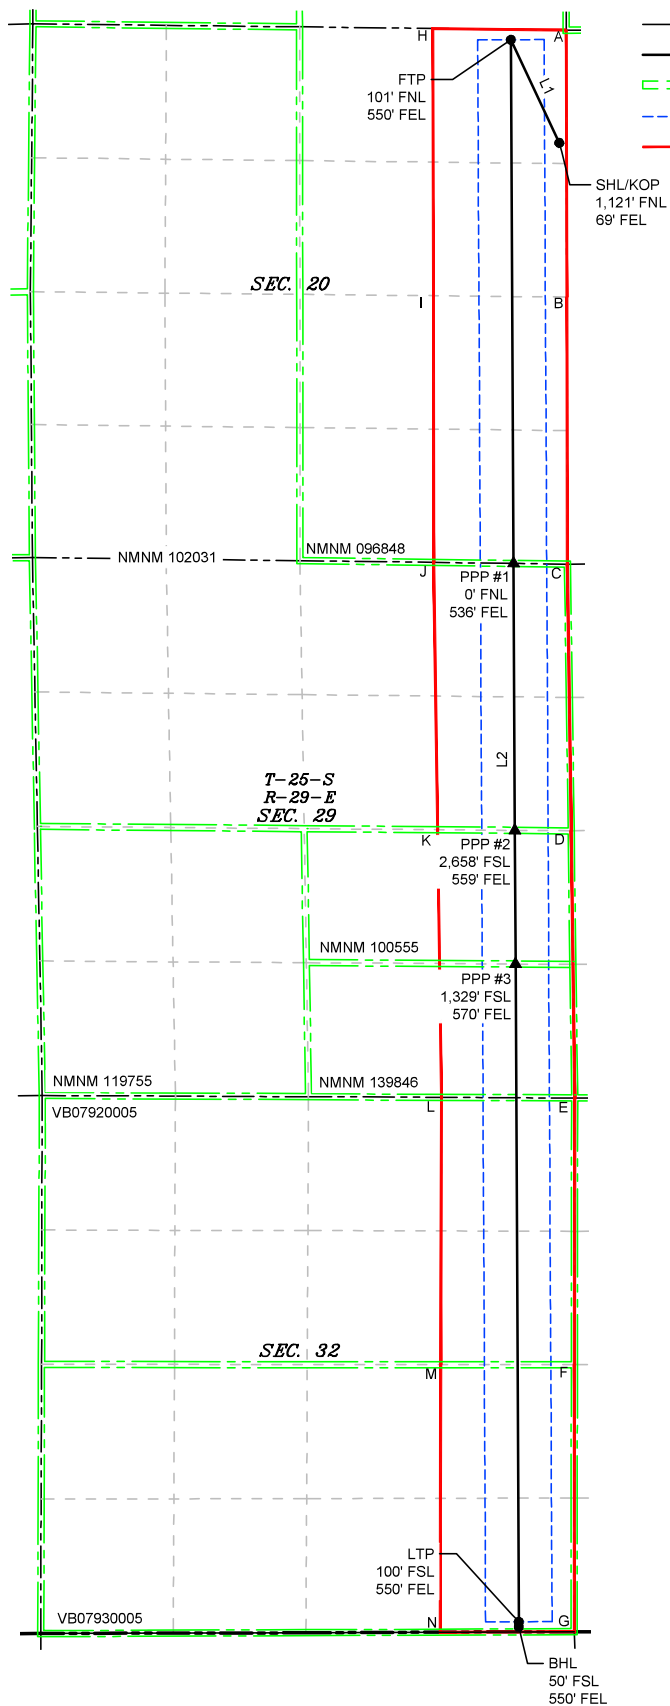 H
A
FTP
101' FNL
550' FEL
L1
SHL/KOP
1,121' FNL
69' FEL
SEC. 20
I
B
NMNM 102031
NMNM 096848
J
C
PPP #1
0' FNL
536' FEL
L2
T-25-S
R-29-E
SEC. 29
K
D
PPP #2
2,658' FSL
559' FEL
NMNM 100555
PPP #3
1,329' FSL
570' FEL
NMNM 119755
NMNM 139846
VB07920005
L
E
SEC. 32
M
F
LTP
100' FSL
550' FEL
VB07930005
N
G
BHL
50' FSL
550' FEL